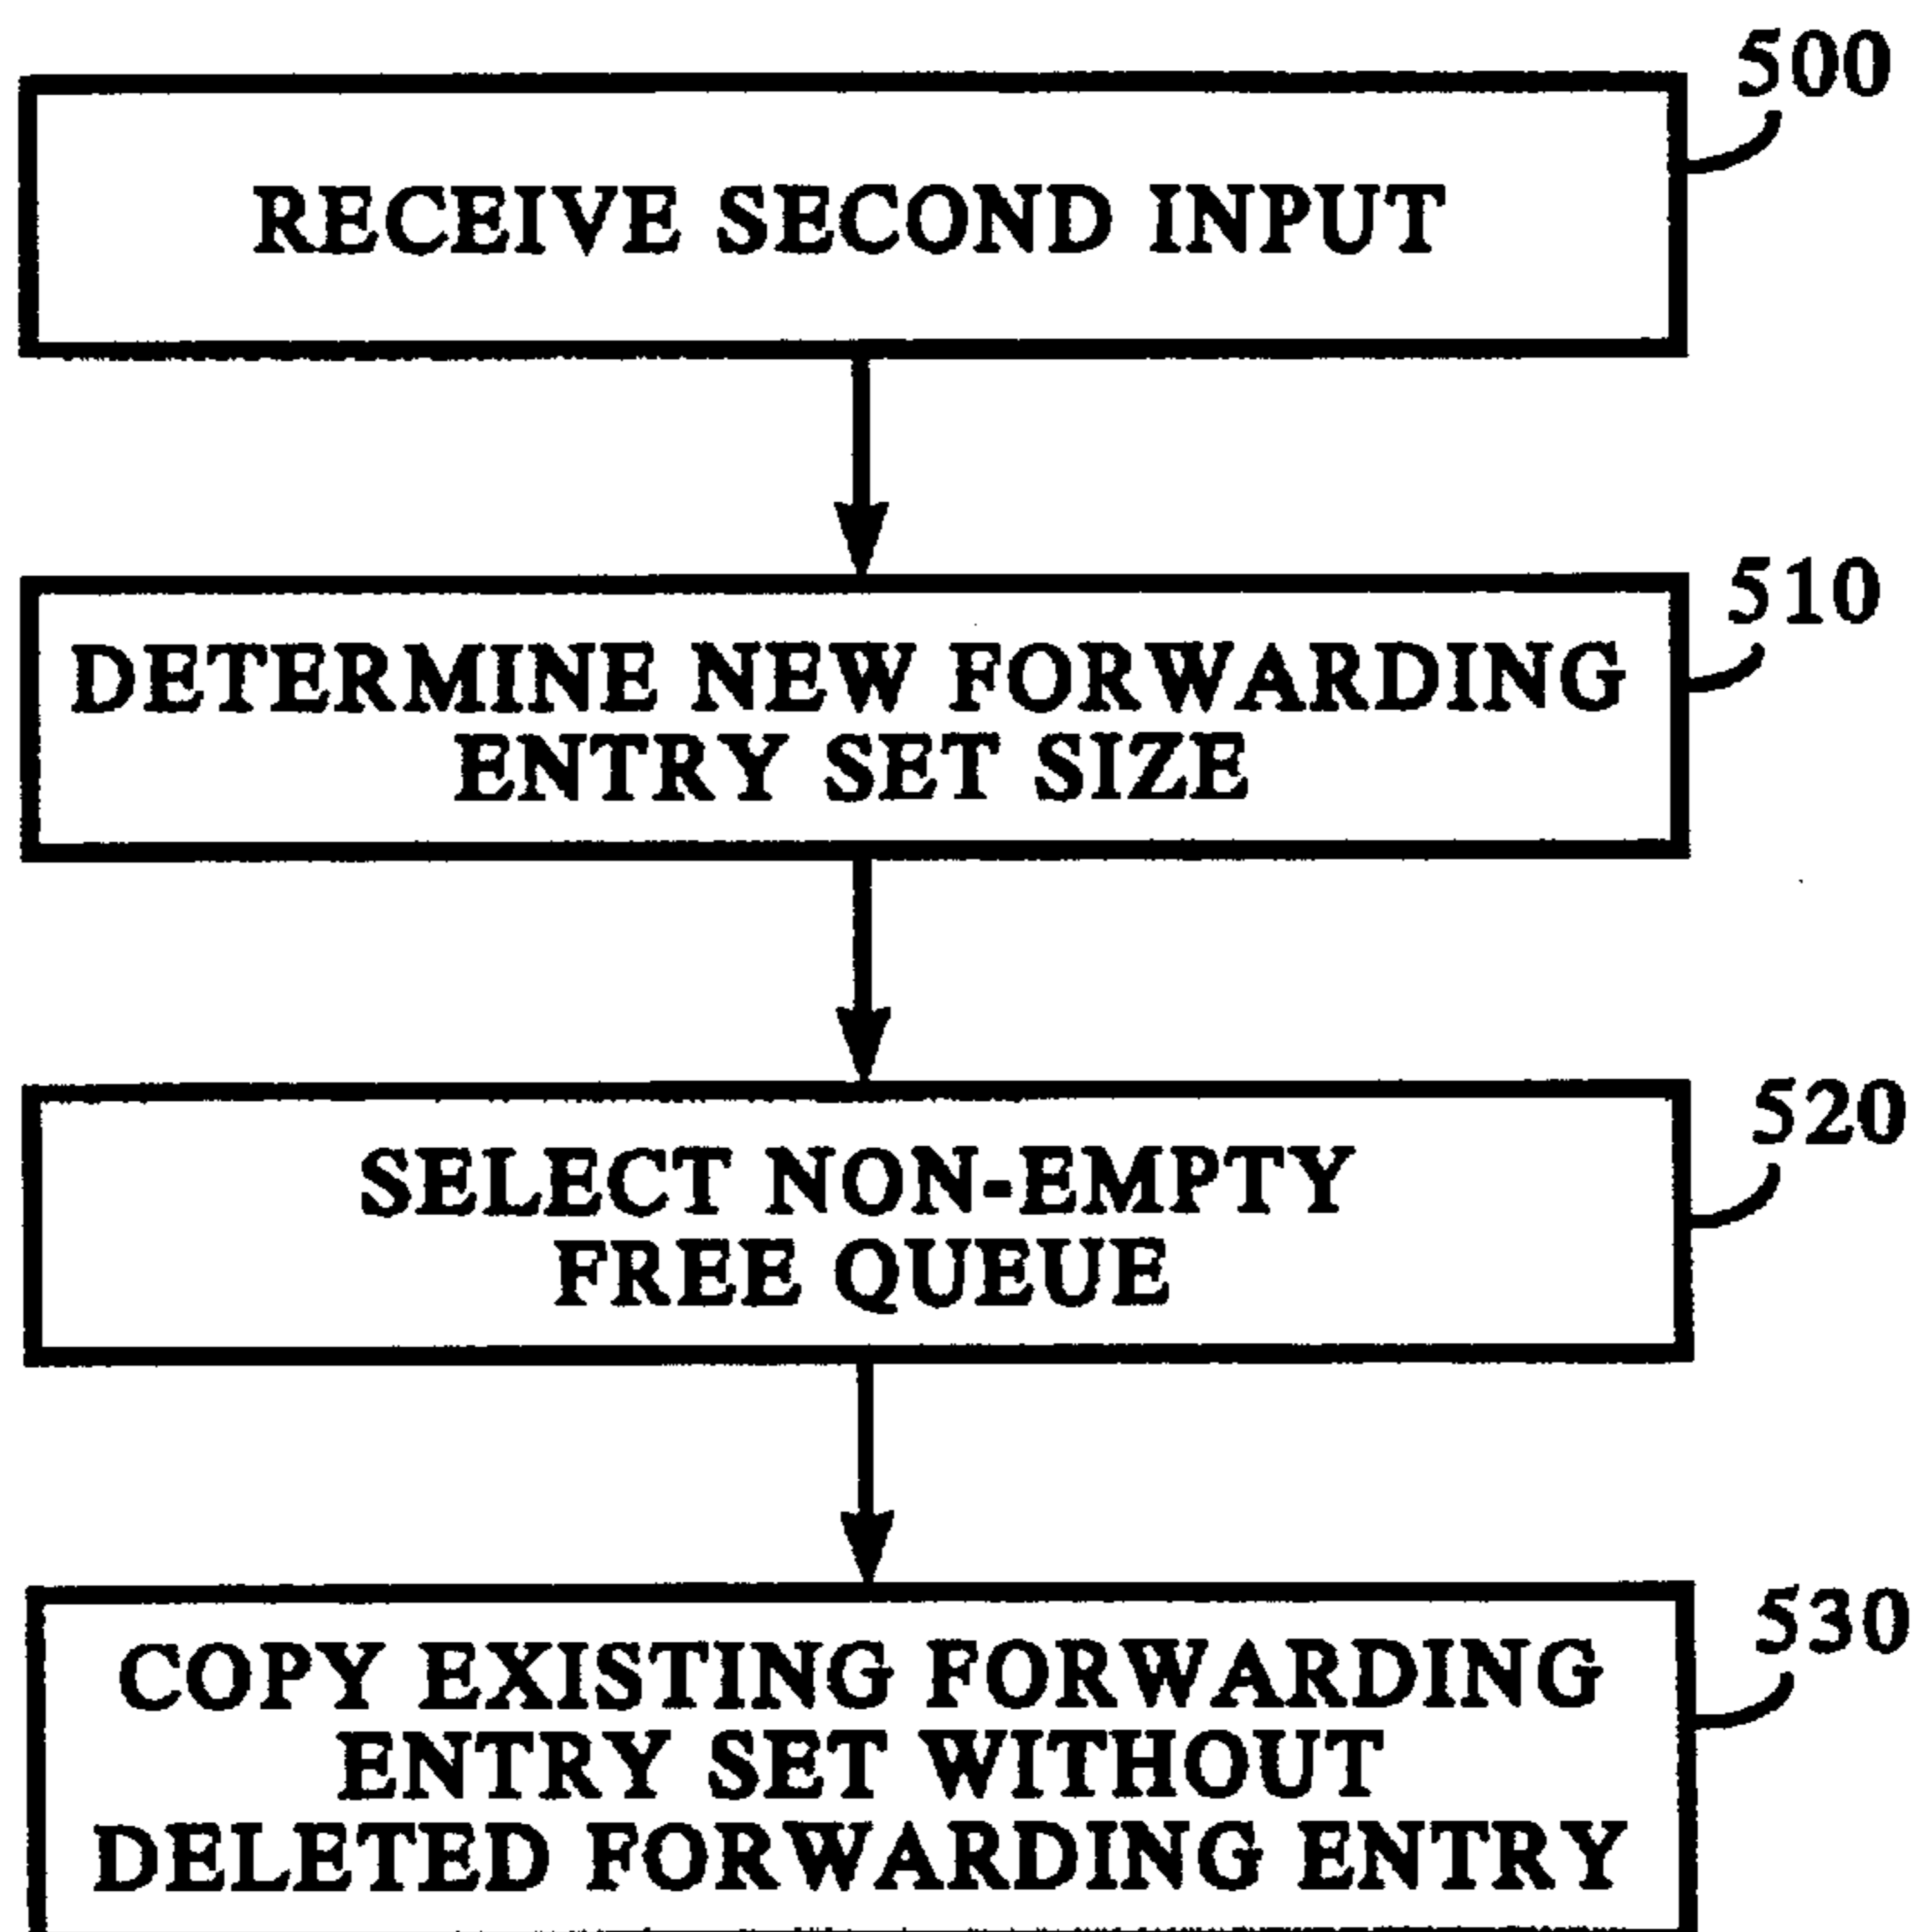 500
RECEIVE SECOND INPUT
510
DETERMINE NEW FORWARDING
ENTRY SET SIZE
520
SELECT NON-EMPTY
FREE QUEUE
530
COPY EXISTING FORWARDING
ENTRY SET WITHOUT
DELETED FORWARDING ENTRY